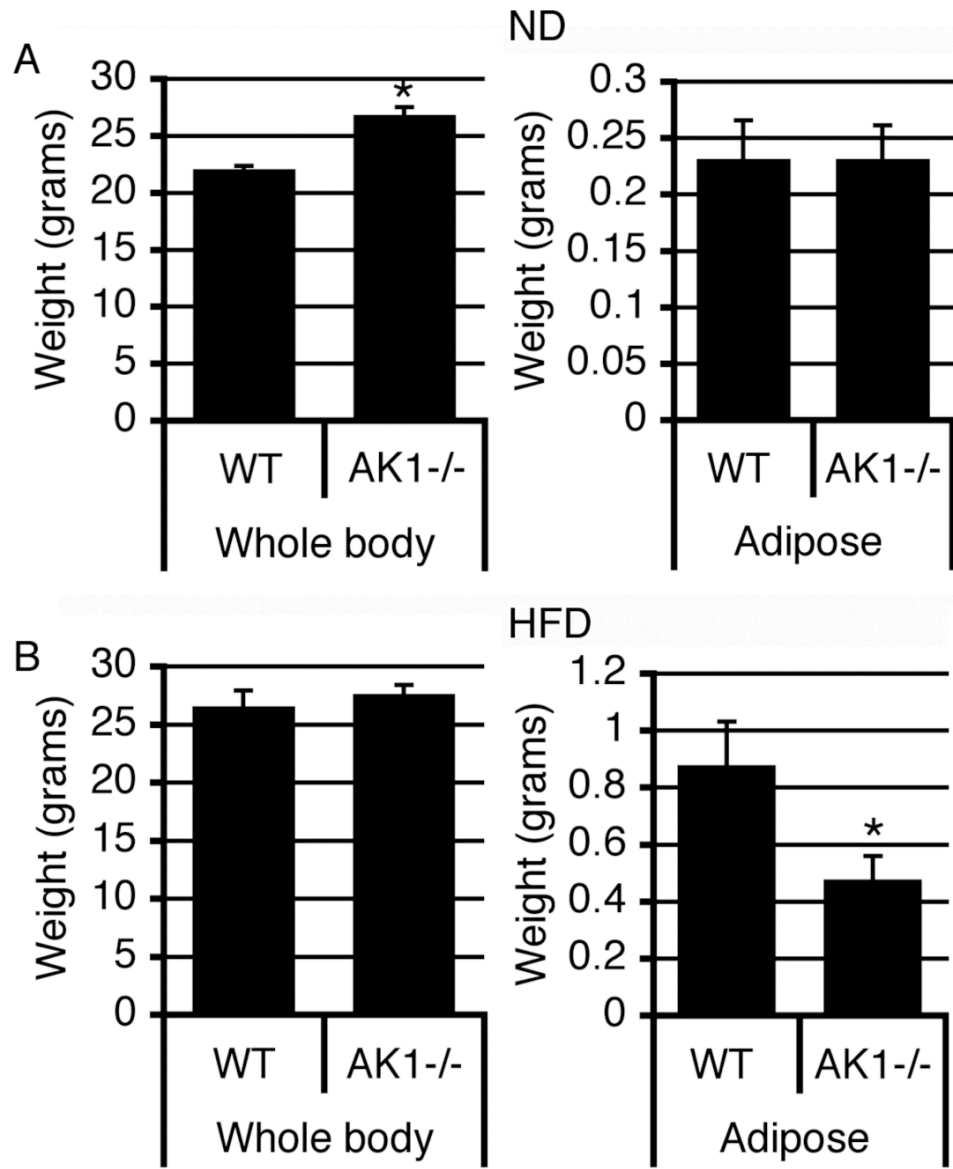 ND
A
Weight (grams)
30
25
20
15
10
5
0
*
WT
AK1-/-
Whole body
Weight (grams)
0.3
0.25
0.2
0.15
0.1
0.05
0
WT
AK1-/-
Adipose
HFD
B
Weight (grams)
30
25
20
15
10
5
0
WT
AK1-/-
Whole body
Weight (grams)
1.2
1
0.8
0.6
0.4
0.2
0
*
WT
AK1-/-
Adipose